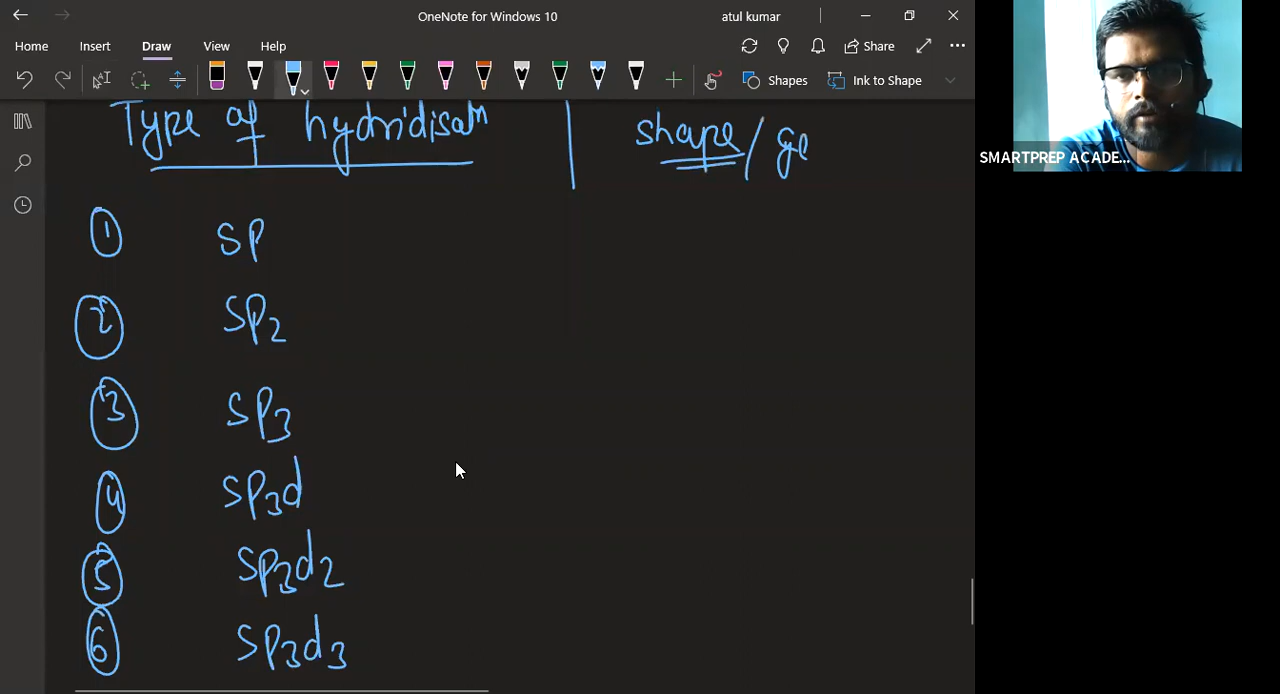 OneNote for Windows 10
atul kumar
Home Insert Draw View Help
Share
Shapes
Ink to Shape
SMARTPREP ACADE...
Type of hydridisatn shape / ge
1 SP
2 SP2
3 SP3
4 SP3d
5 SP3d2
6 SP3d3